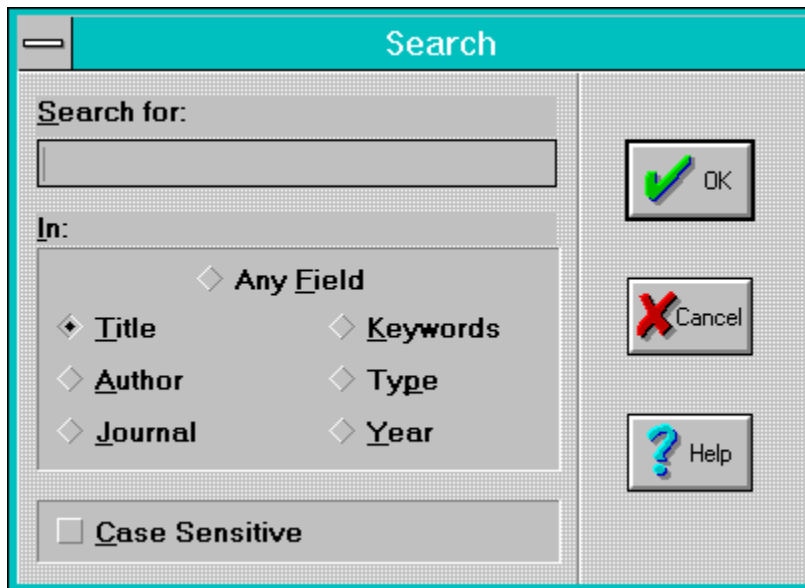 Search
Search for:
OK
In:
Any Field
Title
Keywords
Cancel
Author
Type
Journal
Year
Help
Case Sensitive